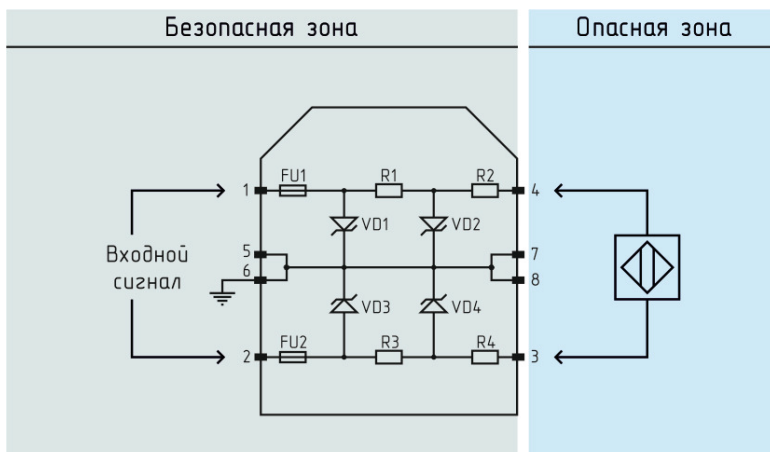 Безопасная зона
Опасная зона
FU1
R1
R2
1
4
VD1
VD2
5
7
Входной
сигнал
6
8
VD3
VD4
FU2
R3
R4
2
3